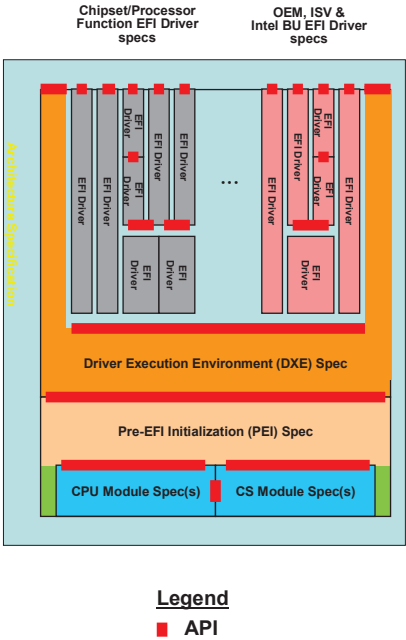 Chipset/Processor
Function EFI Driver
specs
OEM, ISV &
Intel BU EFI Driver
specs
Architecture Specification
EFI Driver
EFI Driver
EFI
Driver
EFI
Driver
EFI Driver
EFI Driver
EFI
Driver
EFI
Driver
...
EFI Driver
EFI Driver
EFI
Driver
EFI
Driver
EFI Driver
EFI
Driver
Driver Execution Environment (DXE) Spec
Pre-EFI Initialization (PEI) Spec
CPU Module Spec(s)
CS Module Spec(s)
Legend
API